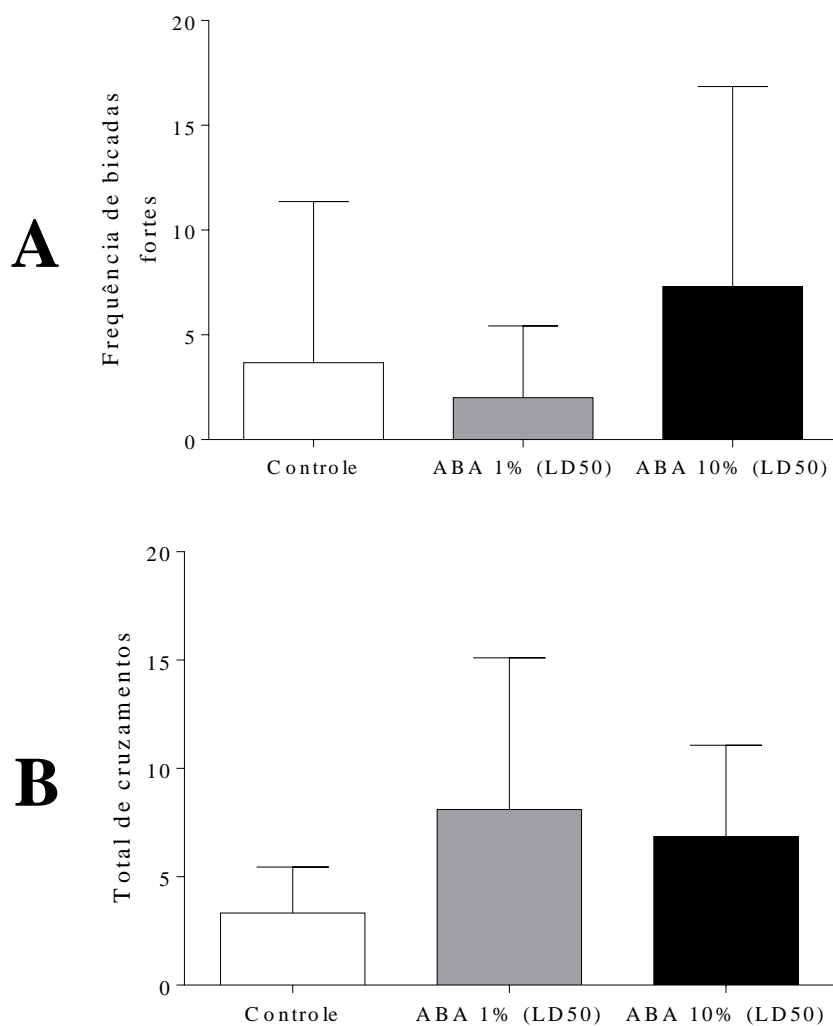 A
Frequência de bicadas
fortes
20
15
10
5
0
Controle
ABA 1% (LD50)
ABA 10% (LD50)
B
Total de cruzamentos
20
15
10
5
0
Controle
ABA 1% (LD50)
ABA 10% (LD50)